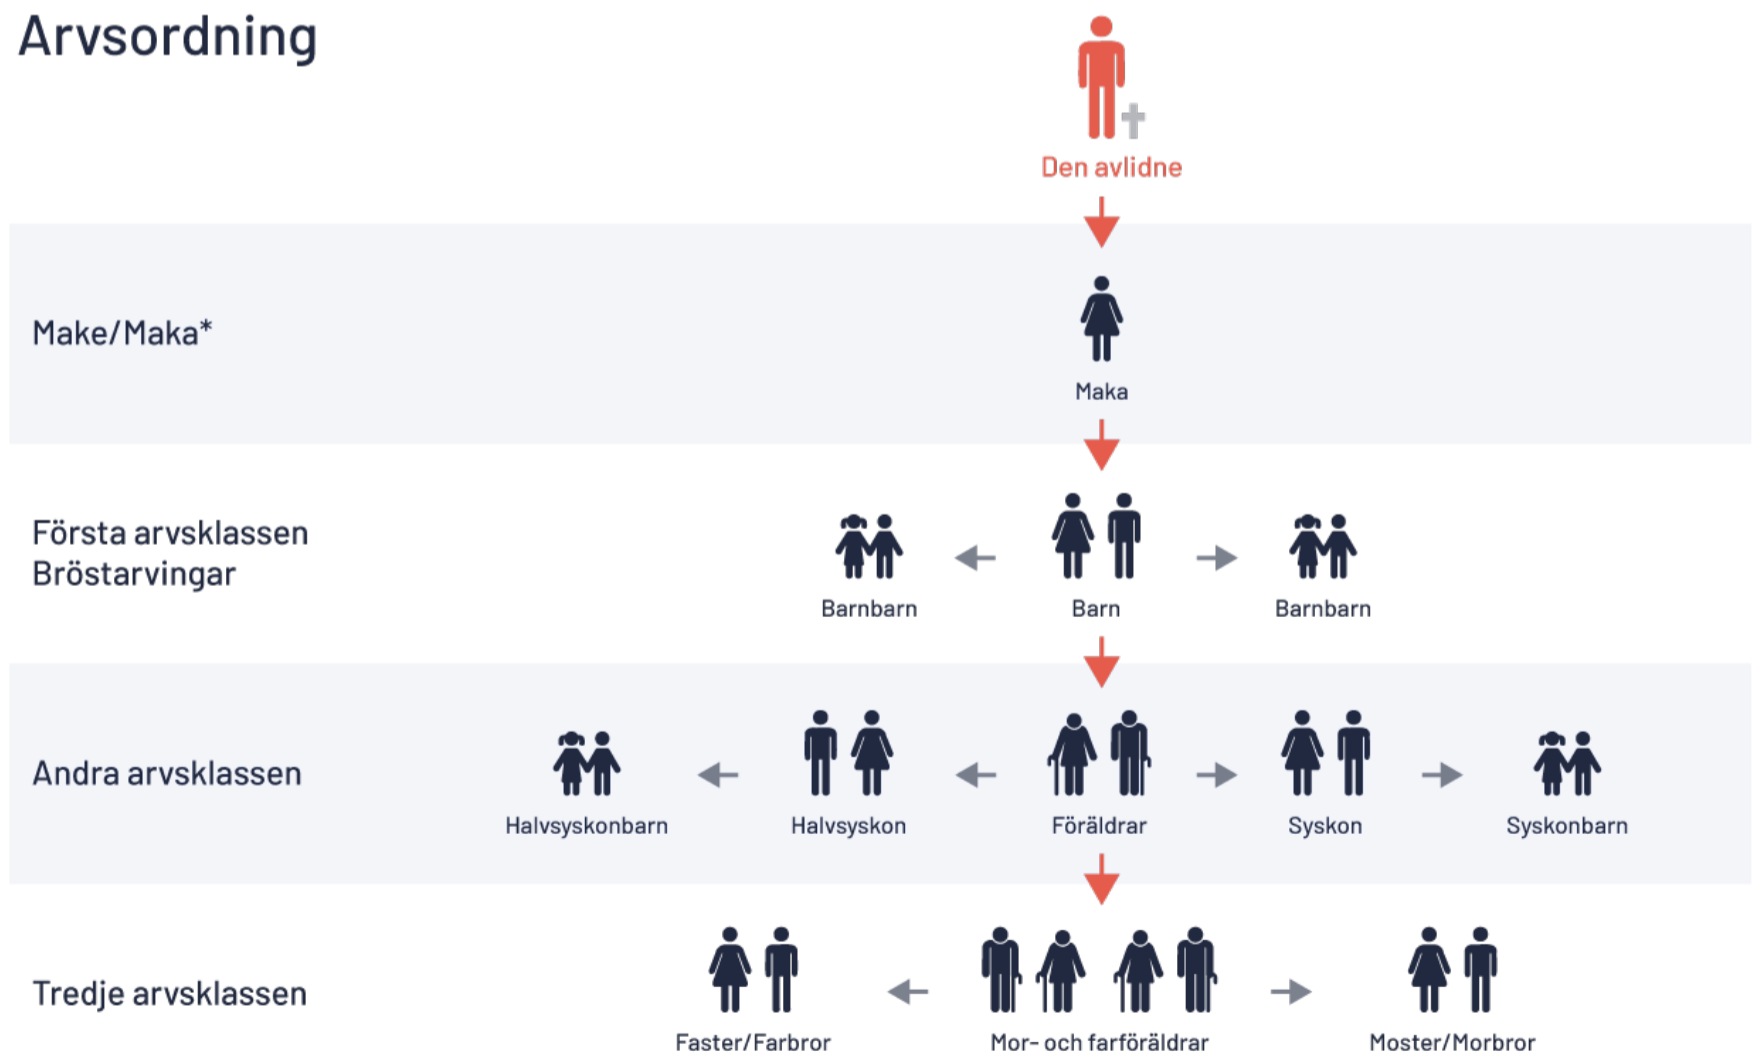 Arvsordning
Den avlidne
Make/Maka*
Maka
Första arvsklassen
Bröstarvingar
Barnbarn
Barn
Barnbarn
Andra arvsklassen
Halvsyskonbarn
Halvsyskon
Föräldrar
Syskon
Syskonbarn
Tredje arvsklassen
Faster/Farbror
Mor- och farföräldrar
Moster/Morbror